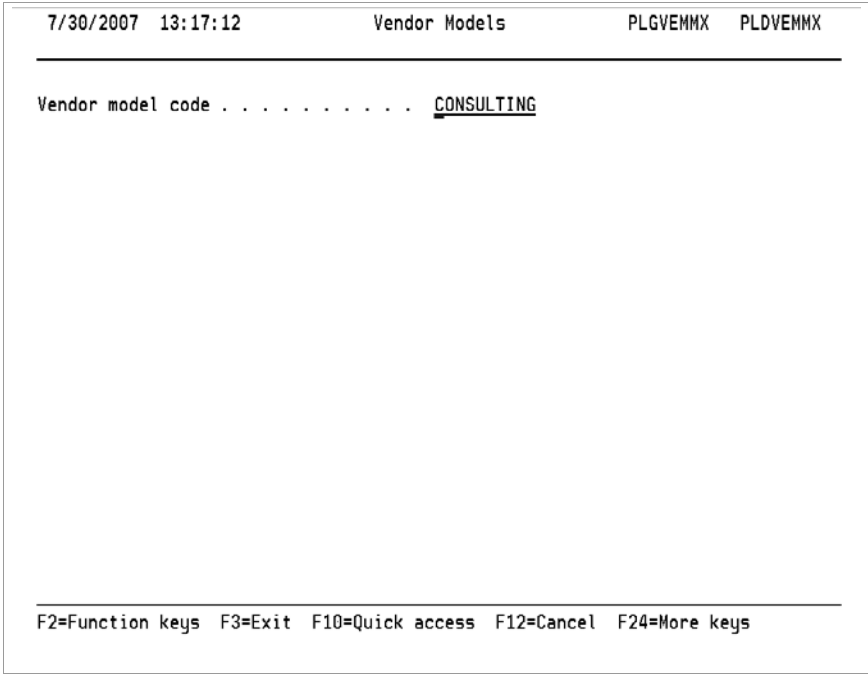 7/30/2007 13:17:12 Vendor Models PLGVEMMX PLDVEMMX
Vendor model code . . . . . . . . . . CONSULTING
F2=Function keys F3=Exit F10=Quick access F12=Cancel F24=More keys